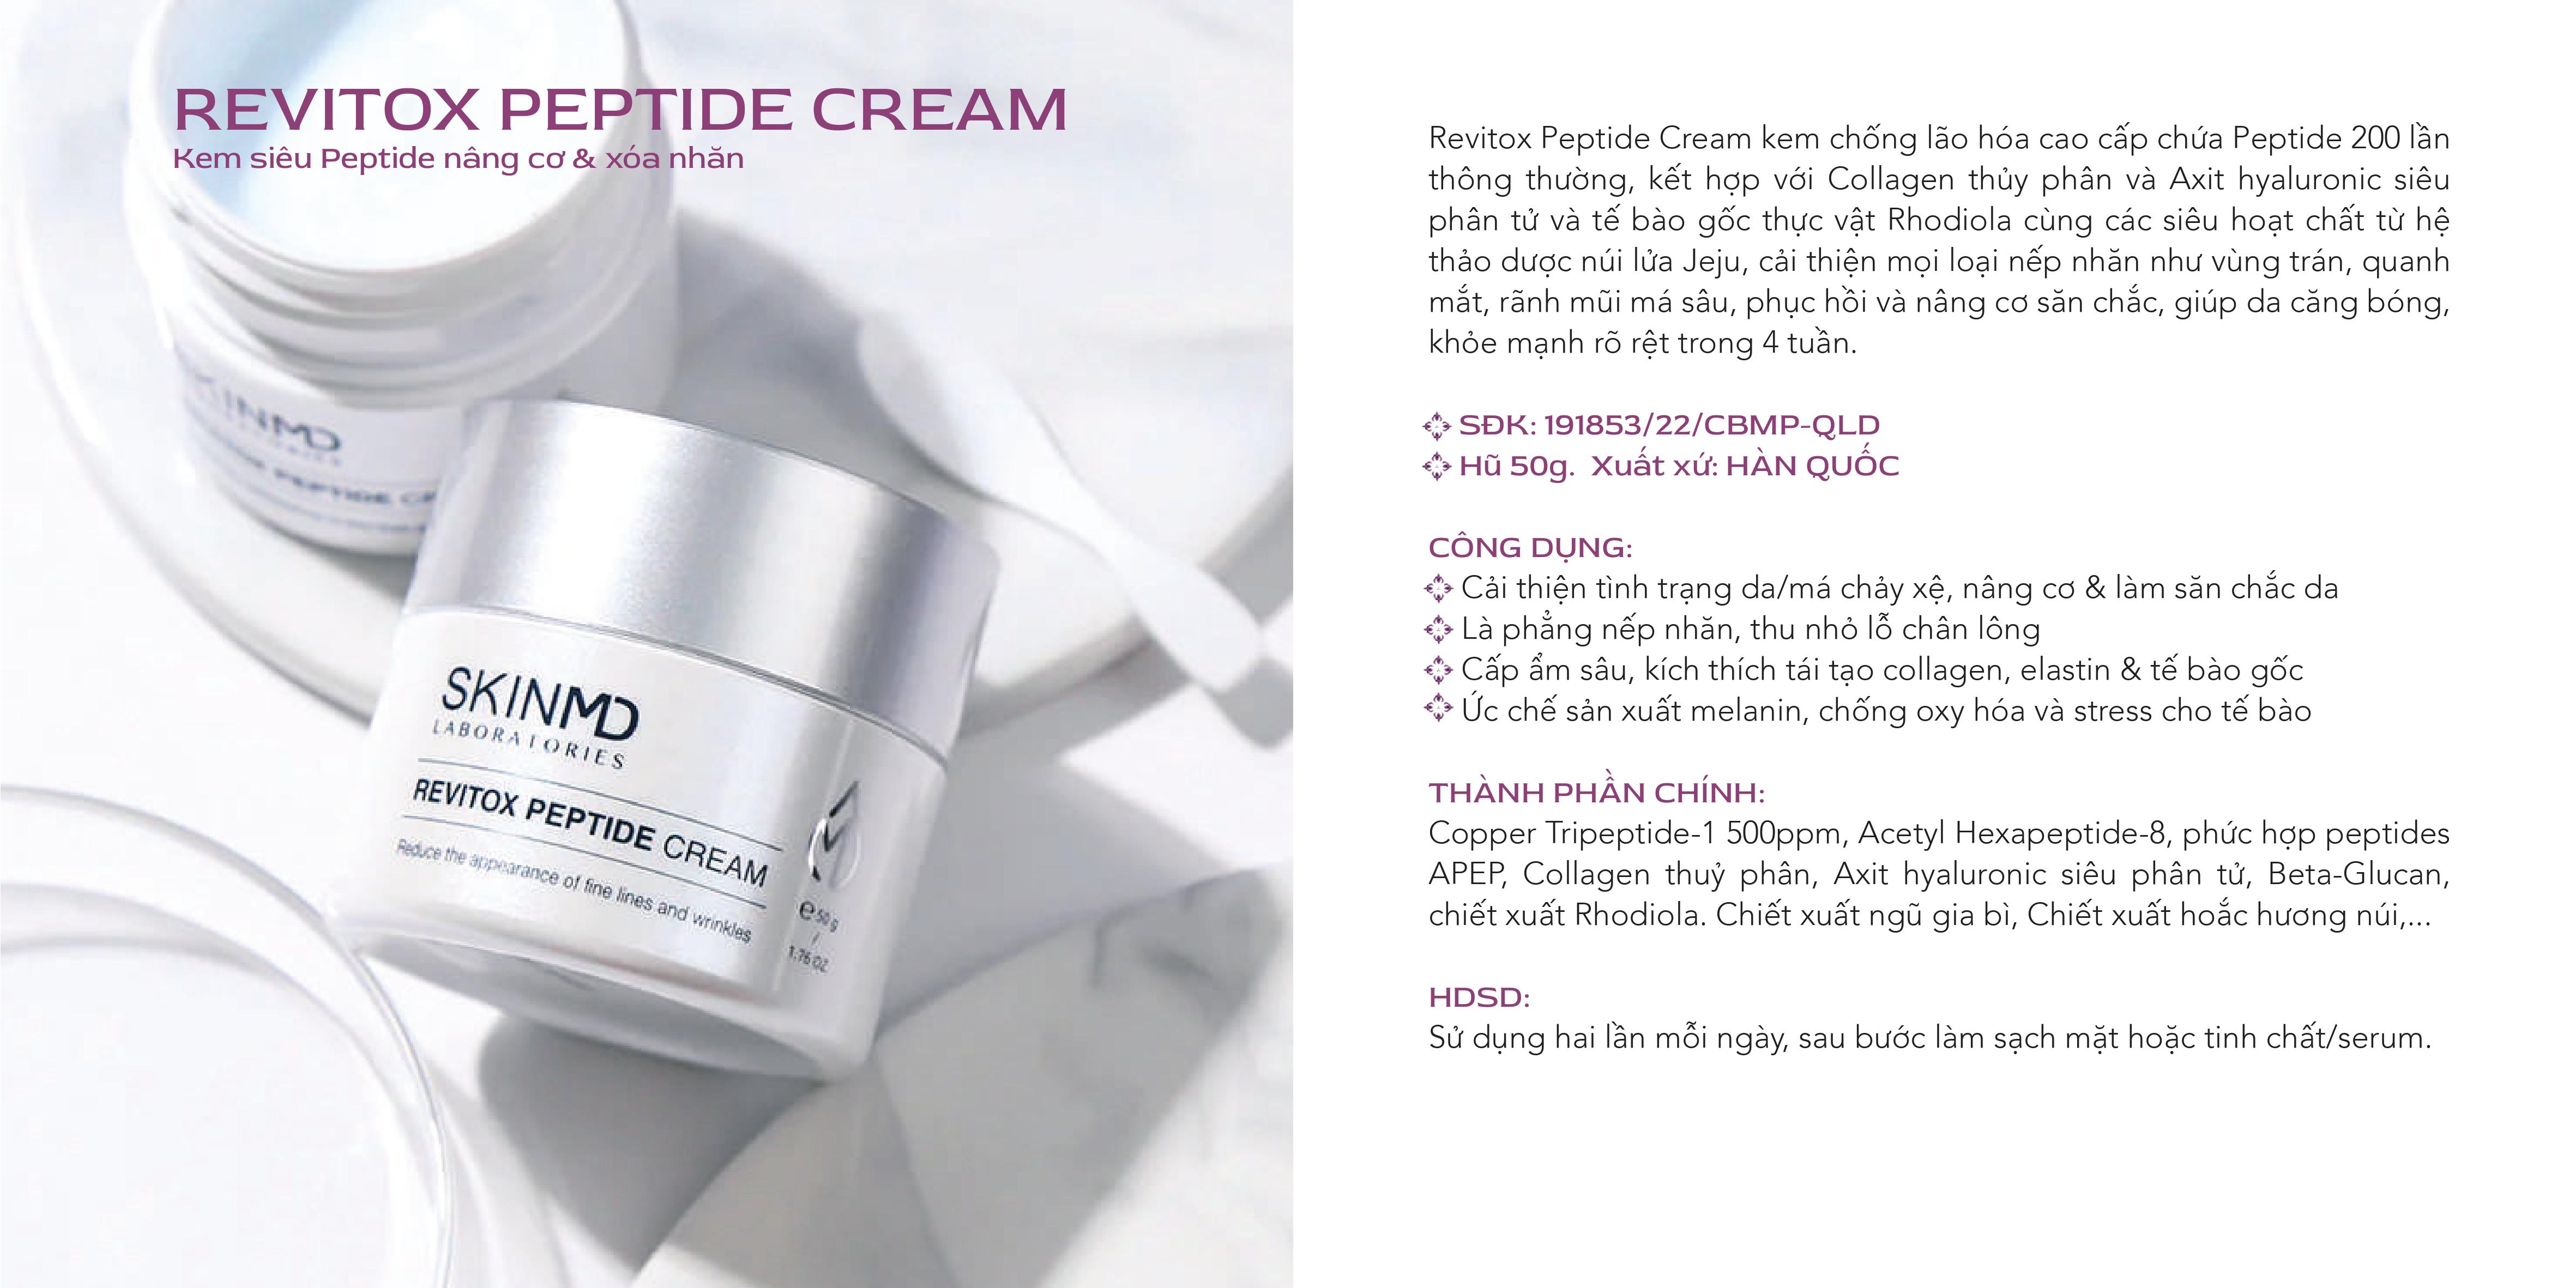 REVITOX PEPTIDE CREAM
Kem siêu Peptide nâng cơ & xóa nhăn
SKINMD
PEPTIDE
SKINMD
LABORATORIES
REVITOX PEPTIDE CREAM
Reduce the appearance of fine lines and wrinkles
e 50 g
/
1.76 OZ
Revitox Peptide Cream kem chống lão hóa cao cấp chứa Peptide 200 lần
thông thường, kết hợp với Collagen thủy phân và Axit hyaluronic siêu
phân tử và tế bào gốc thực vật Rhodiola cùng các siêu hoạt chất từ hệ
thảo dược núi lửa Jeju, cải thiện mọi loại nếp nhăn như vùng trán, quanh
mắt, rãnh mũi má sâu, phục hồi và nâng cơ săn chắc, giúp da căng bóng,
khỏe mạnh rõ rệt trong 4 tuần.
SĐK: 191853/22/CBMP-QLD
Hũ 50g. Xuất xứ: HÀN QUỐC
CÔNG DỤNG:
Cải thiện tình trạng da/má chảy xệ, nâng cơ & làm săn chắc da
Là phẳng nếp nhăn, thu nhỏ lỗ chân lông
Cấp ẩm sâu, kích thích tái tạo collagen, elastin & tế bào gốc
Ức chế sản xuất melanin, chống oxy hóa và stress cho tế bào
THÀNH PHẦN CHÍNH:
Copper Tripeptide-1 500ppm, Acetyl Hexapeptide-8, phức hợp peptides
APEP, Collagen thuỷ phân, Axit hyaluronic siêu phân tử, Beta-Glucan,
chiết xuất Rhodiola. Chiết xuất ngũ gia bì, Chiết xuất hoắc hương núi,...
HDSD:
Sử dụng hai lần mỗi ngày, sau bước làm sạch mặt hoặc tinh chất/serum.